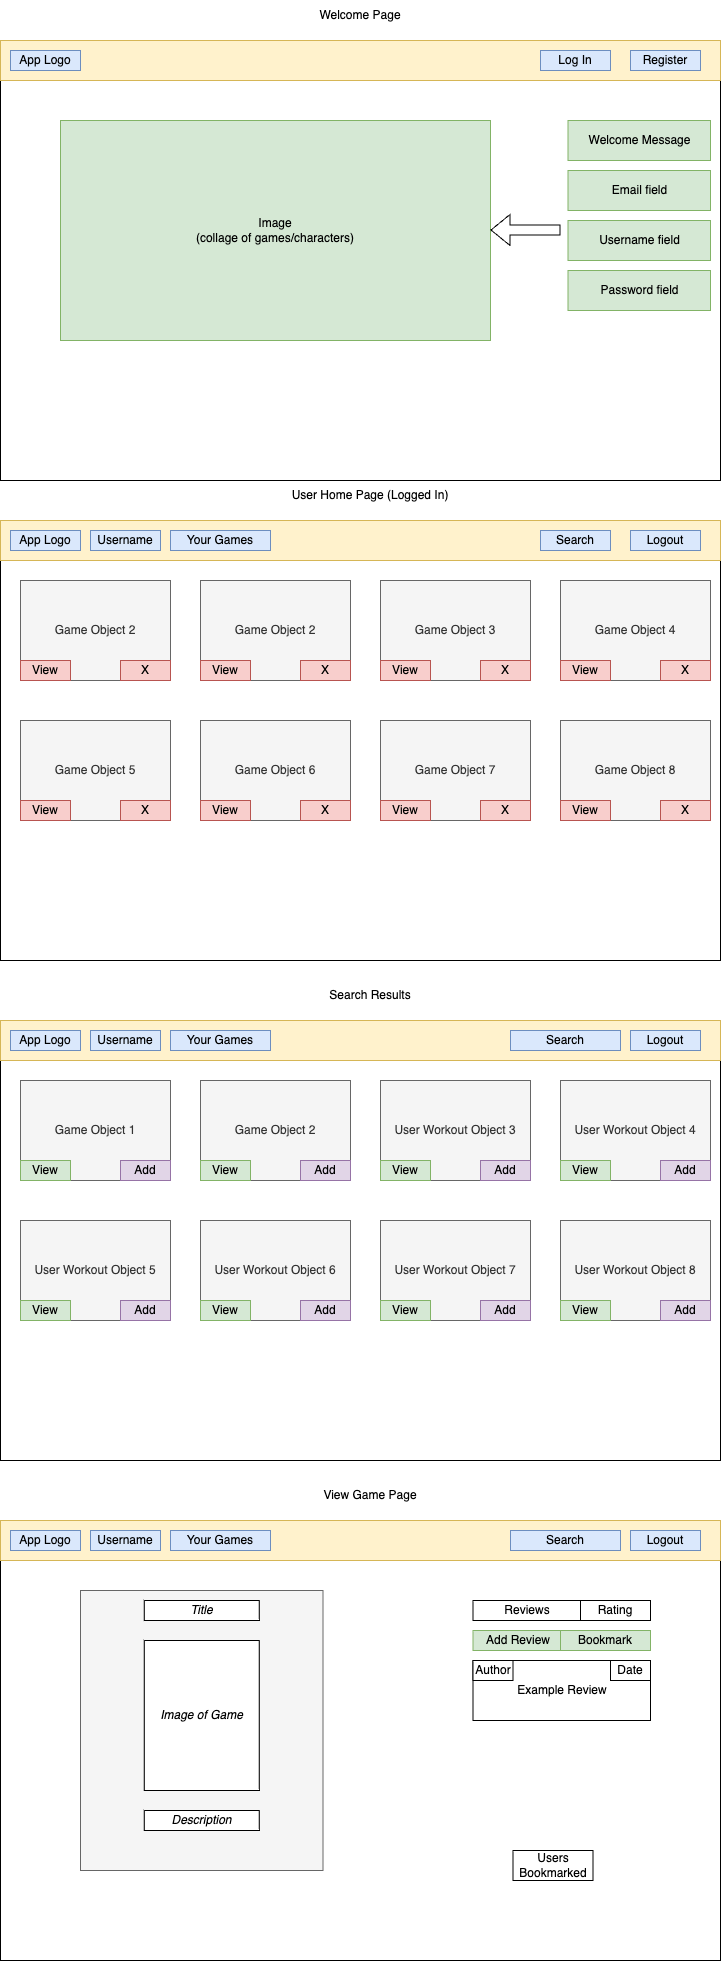 Welcome Page
App Logo
Log In
Register
Image
(collage of games/characters)
Welcome Message
Email field
Username field
Password field
User Home Page (Logged In)
App Logo
Username
Your Games
Search
Logout
Game Object 2
Game Object 2
Game Object 3
Game Object 4
View
X
View
X
View
X
View
X
Game Object 5
Game Object 6
Game Object 7
Game Object 8
View
X
View
X
View
X
View
X
Search Results
App Logo
Username
Your Games
Search
Logout
Game Object 1
Game Object 2
User Workout Object 3
User Workout Object 4
View
Add
View
Add
View
Add
View
Add
User Workout Object 5
User Workout Object 6
User Workout Object 7
User Workout Object 8
View
Add
View
Add
View
Add
View
Add
View Game Page
App Logo
Username
Your Games
Search
Logout
Title
Image of Game
Description
Reviews
Rating
Add Review
Bookmark
Author
Date
Example Review
Users
Bookmarked